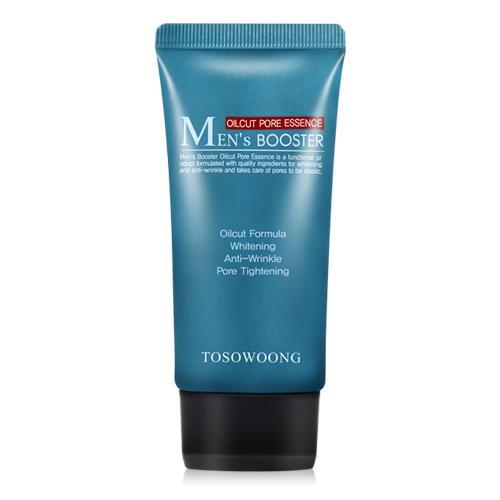 OILCUT PORE ESSENCE
MEN's BOOSTER
Men's Booster Oilcut Pore Essence is a functional pr
oduct formulated with quality ingredients for whitening
and anti-wrinkle and takes care of pores to be elastic.
Oilcut Formula
Whitening
Anti-Wrinkle
Pore Tightening
TOSOWOONG